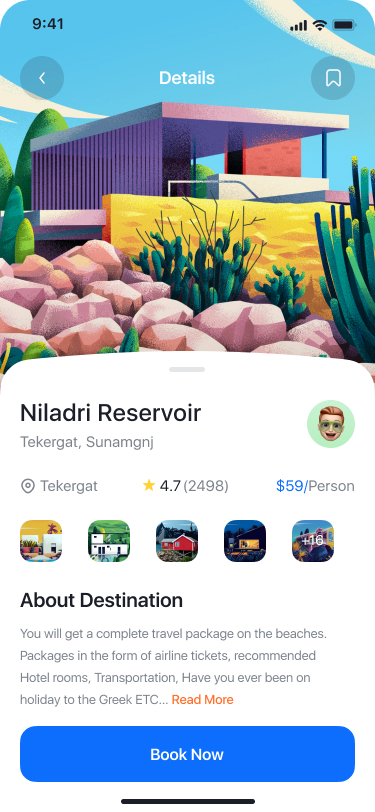 9:41
Details
Niladri Reservoir
Tekergat, Sunamgnj
Tekergat
4.7 (2498)
$59/Person
+16
About Destination
You will get a complete travel package on the beaches.
Packages in the form of airline tickets, recommended
Hotel rooms, Transportation, Have you ever been on
holiday to the Greek ETC... Read More
Book Now